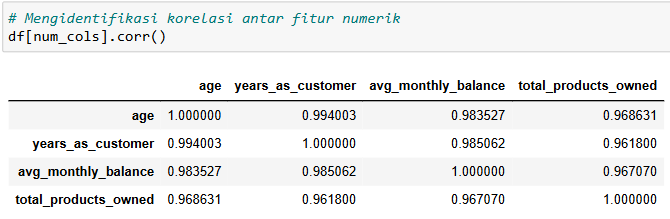 # Mengidentifikasi korelasi antar fitur numerik
df[num_cols].corr()
age years_as_customer avg_monthly_balance total_products_owned
age 1.000000 0.994003 0.983527 0.968631
years_as_customer 0.994003 1.000000 0.985062 0.961800
avg_monthly_balance 0.983527 0.985062 1.000000 0.967070
total_products_owned 0.968631 0.961800 0.967070 1.000000